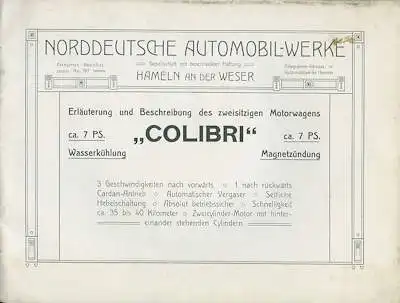 NORDDEUTSCHE AUTOMOBIL-WERKE
Gesellschaft mit beschränkter Haftung
HAMELN AN DER WESER
Erläuterung und Beschreibung des zweisitzigen Motorwagens
ca. 7 PS. „COLIBRI“ ca. 7 PS.
Wasserkühlung Magnetzündung
3 Geschwindigkeiten nach vorwärts 1 nach rückwärts
Cardan-Antrieb Automatischer Vergaser Seitliche
Hebelschaltung Absolut betriebssicher Schnelligkeit
ca. 35 bis 40 Kilometer Zweicylinder-Motor mit hinter-
einander stehenden Cylindern